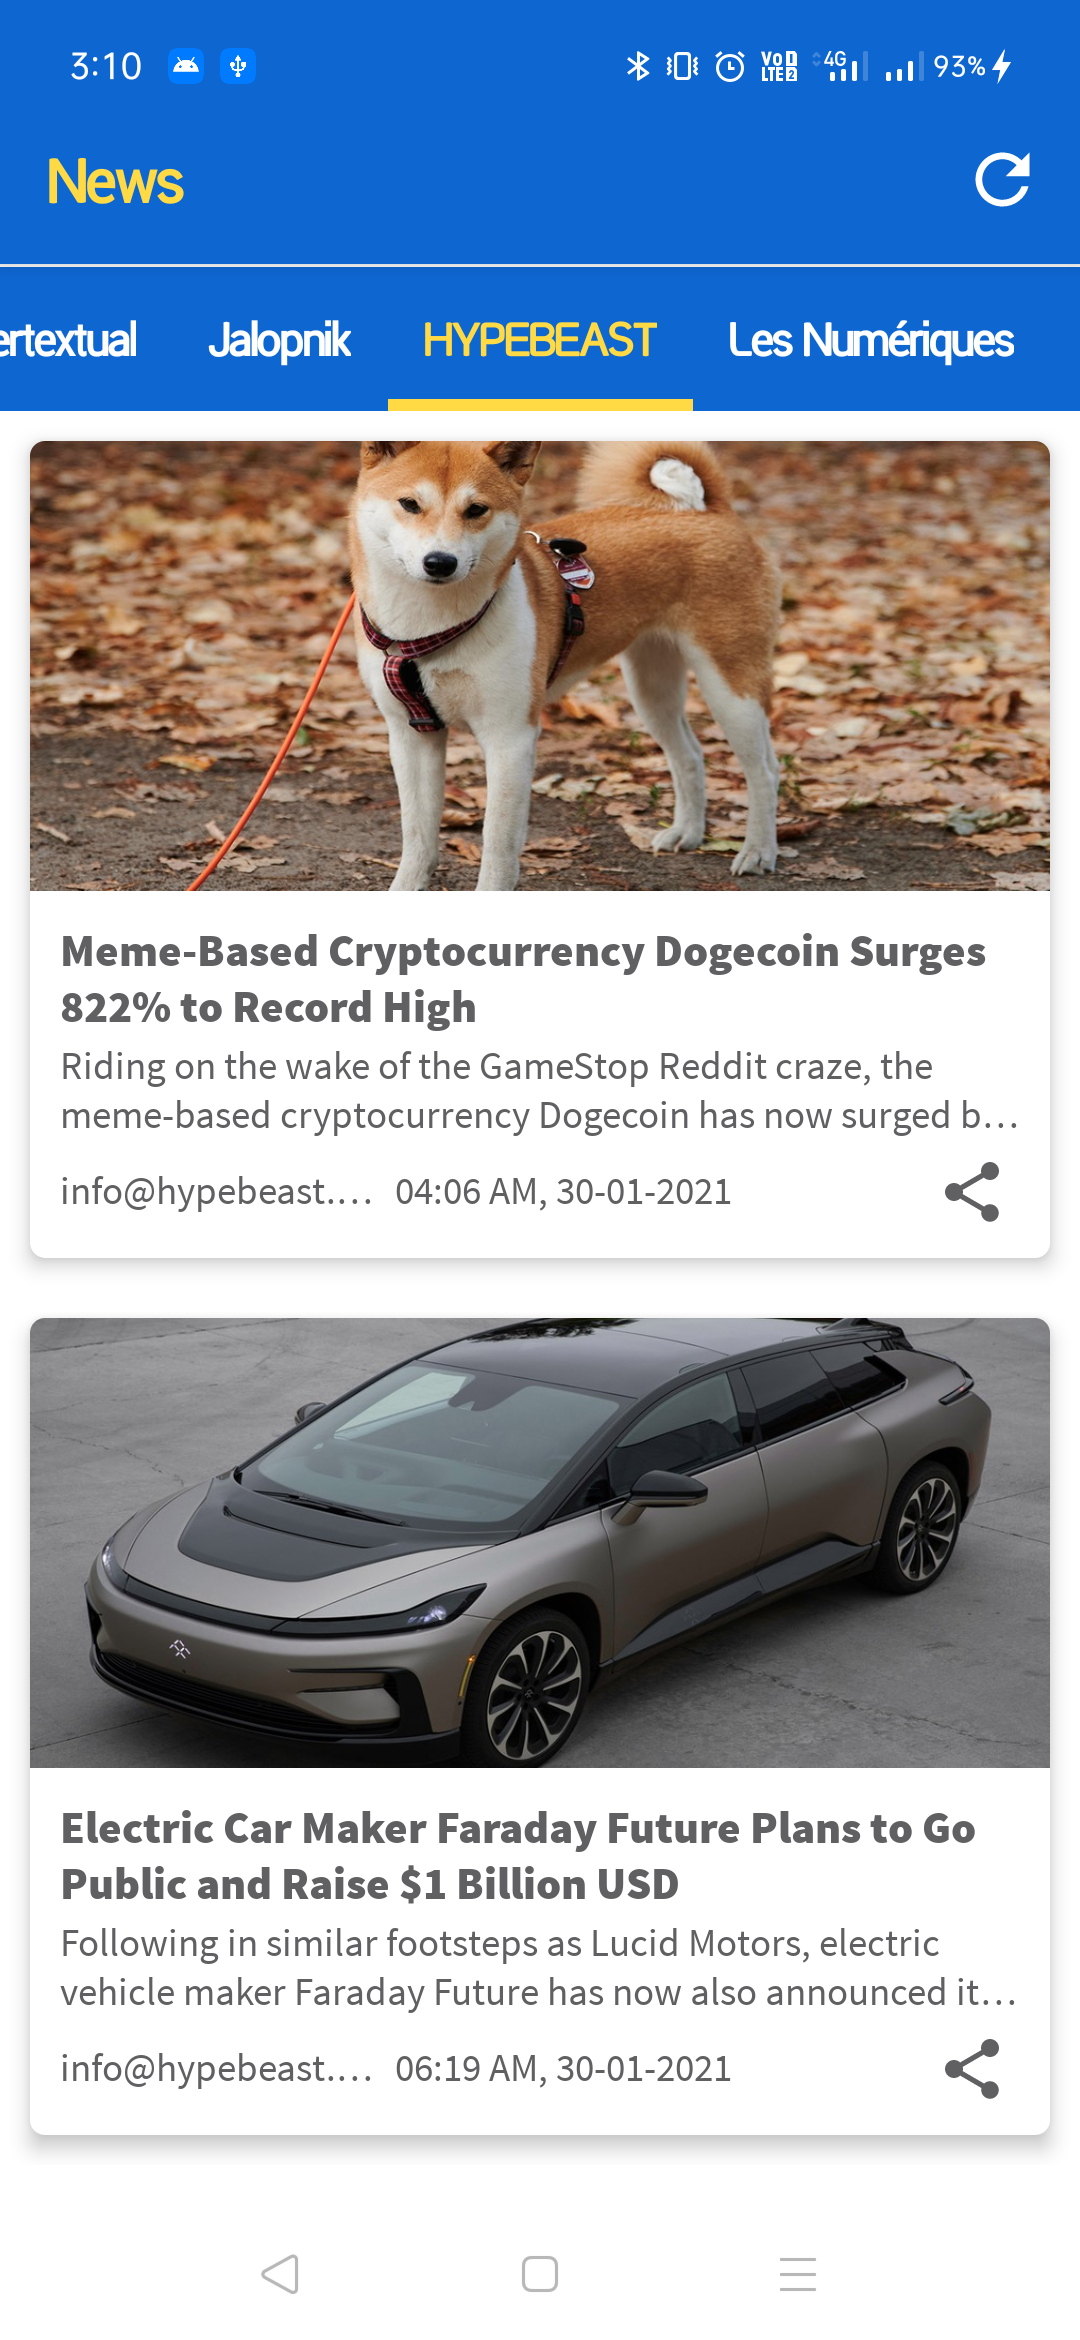 3:10
VoD LTE2 4G 93%
News
ertextual Jalopnik HYPEBEAST Les Numériques
Meme-Based Cryptocurrency Dogecoin Surges
822% to Record High
Riding on the wake of the GameStop Reddit craze, the
meme-based cryptocurrency Dogecoin has now surged b...
info@hypebeast.... 04:06 AM, 30-01-2021
Electric Car Maker Faraday Future Plans to Go
Public and Raise $1 Billion USD
Following in similar footsteps as Lucid Motors, electric
vehicle maker Faraday Future has now also announced it...
info@hypebeast.... 06:19 AM, 30-01-2021